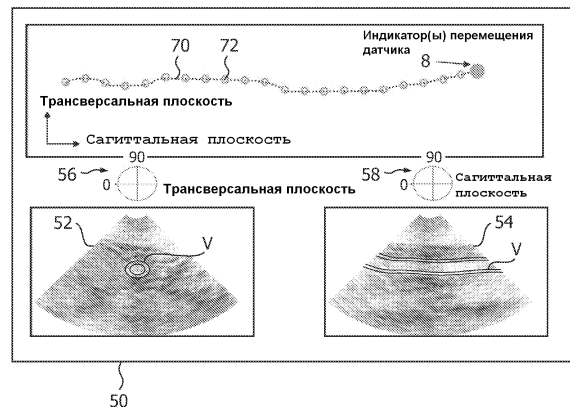 Индикатор(ы) перемещения
датчика
70
72
8
Трансверсальная плоскость
Сагиттальная плоскость
90
90
56
0
Трансверсальная плоскость
58
0
Сагиттальная
плоскость
52
V
54
V
50